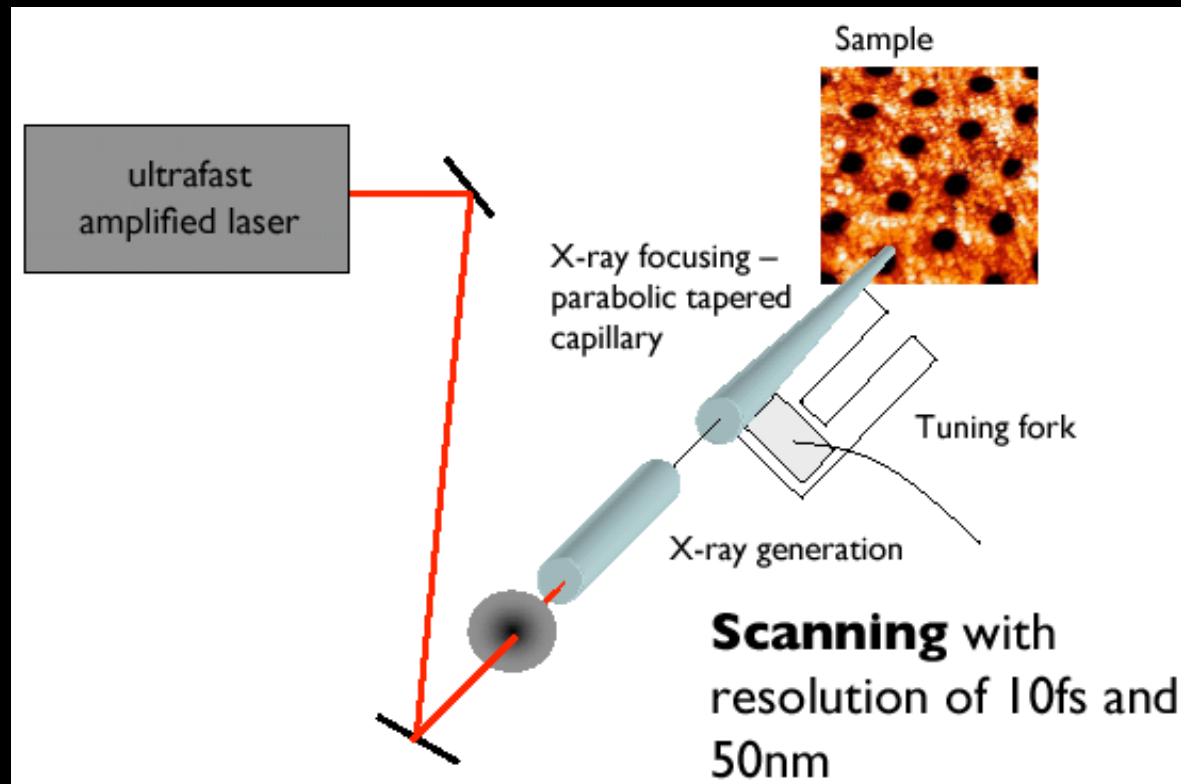 Sample
ultrafast
amplified laser
X-ray focusing –
parabolic tapered
capillary
Tuning fork
X-ray generation
Scanning with
resolution of 10fs and
50nm